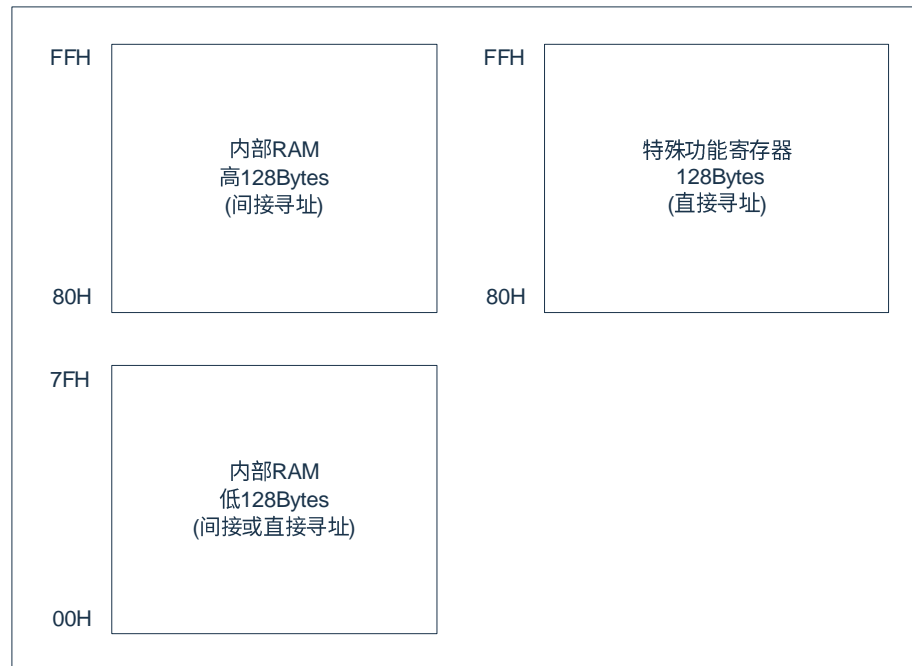 FFH
内部RAM
高128Bytes
(间接寻址)
80H
FFH
特殊功能寄存器
128Bytes
(直接寻址)
80H
7FH
内部RAM
低128Bytes
(间接或直接寻址)
00H